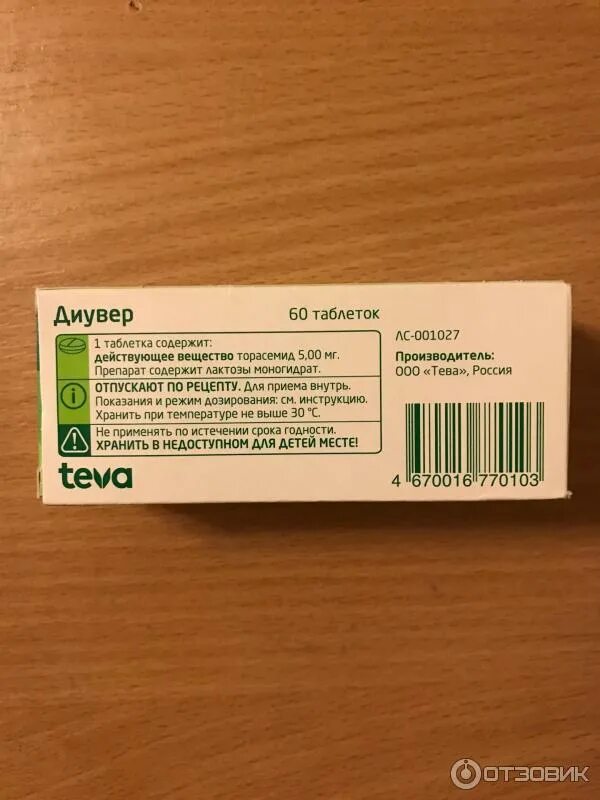 Диувер
60 таблеток
1 таблетка содержит:
действующее вещество торасемид 5,00 мг.
Препарат содержит лактозы моногидрат.
ОТПУСКАЮТ ПО РЕЦЕПТУ. Для приема внутрь.
Показания и режим дозирования: см. инструкцию.
Хранить при температуре не выше 30 °С.
Не применять по истечении срока годности.
ХРАНИТЬ В НЕДОСТУПНОМ ДЛЯ ДЕТЕЙ МЕСТЕ!
teva
ЛС-001027
Производитель:
ООО «Тева», Россия
4 670016 770103
ОТЗОВИК